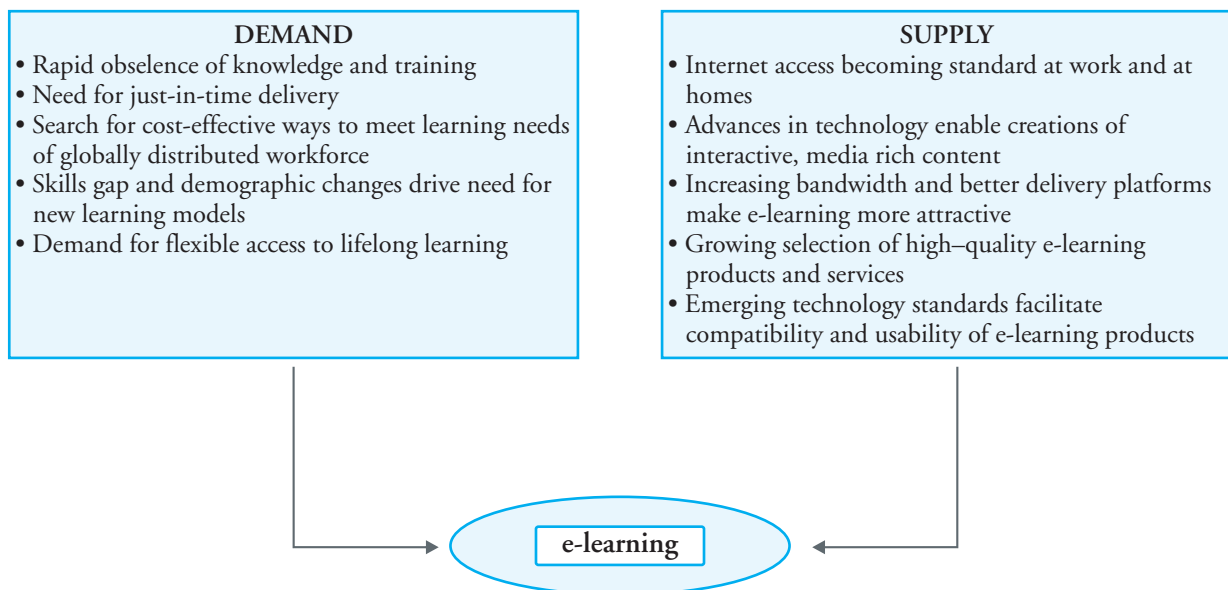 DEMAND
• Rapid obselence of knowledge and training
• Need for just-in-time delivery
• Search for cost-effective ways to meet learning needs
of globally distributed workforce
• Skills gap and demographic changes drive need for
new learning models
• Demand for flexible access to lifelong learning
SUPPLY
• Internet access becoming standard at work and at
homes
• Advances in technology enable creations of
interactive, media rich content
• Increasing bandwidth and better delivery platforms
make e-learning more attractive
• Growing selection of high–quality e-learning
products and services
• Emerging technology standards facilitate
compatibility and usability of e-learning products
e-learning